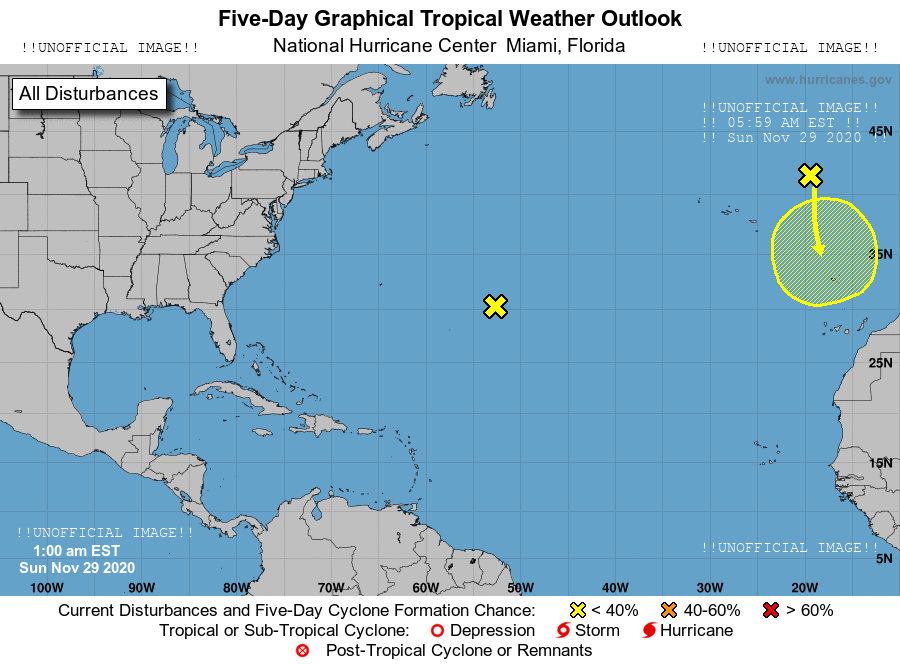 Five-Day Graphical Tropical Weather Outlook
!!UNOFFICIAL IMAGE!! National Hurricane Center  Miami, Florida !!UNOFFICIAL IMAGE!!
www.hurricanes.gov
All Disturbances
!!UNOFFICIAL IMAGE!!
!! 05:59 AM EST !!
!! Sun Nov 29 2020 !!
45N
35N
25N
15N
!!UNOFFICIAL IMAGE!!
1:00 am EST
Sun Nov 29 2020
!!UNOFFICIAL IMAGE!!
5N
100W 90W 80W 70W 60W 50W 40W 30W 20W
Current Disturbances and Five-Day Cyclone Formation Chance: < 40% 40-60% > 60%
Tropical or Sub-Tropical Cyclone: Depression Storm Hurricane
Post-Tropical Cyclone or Remnants